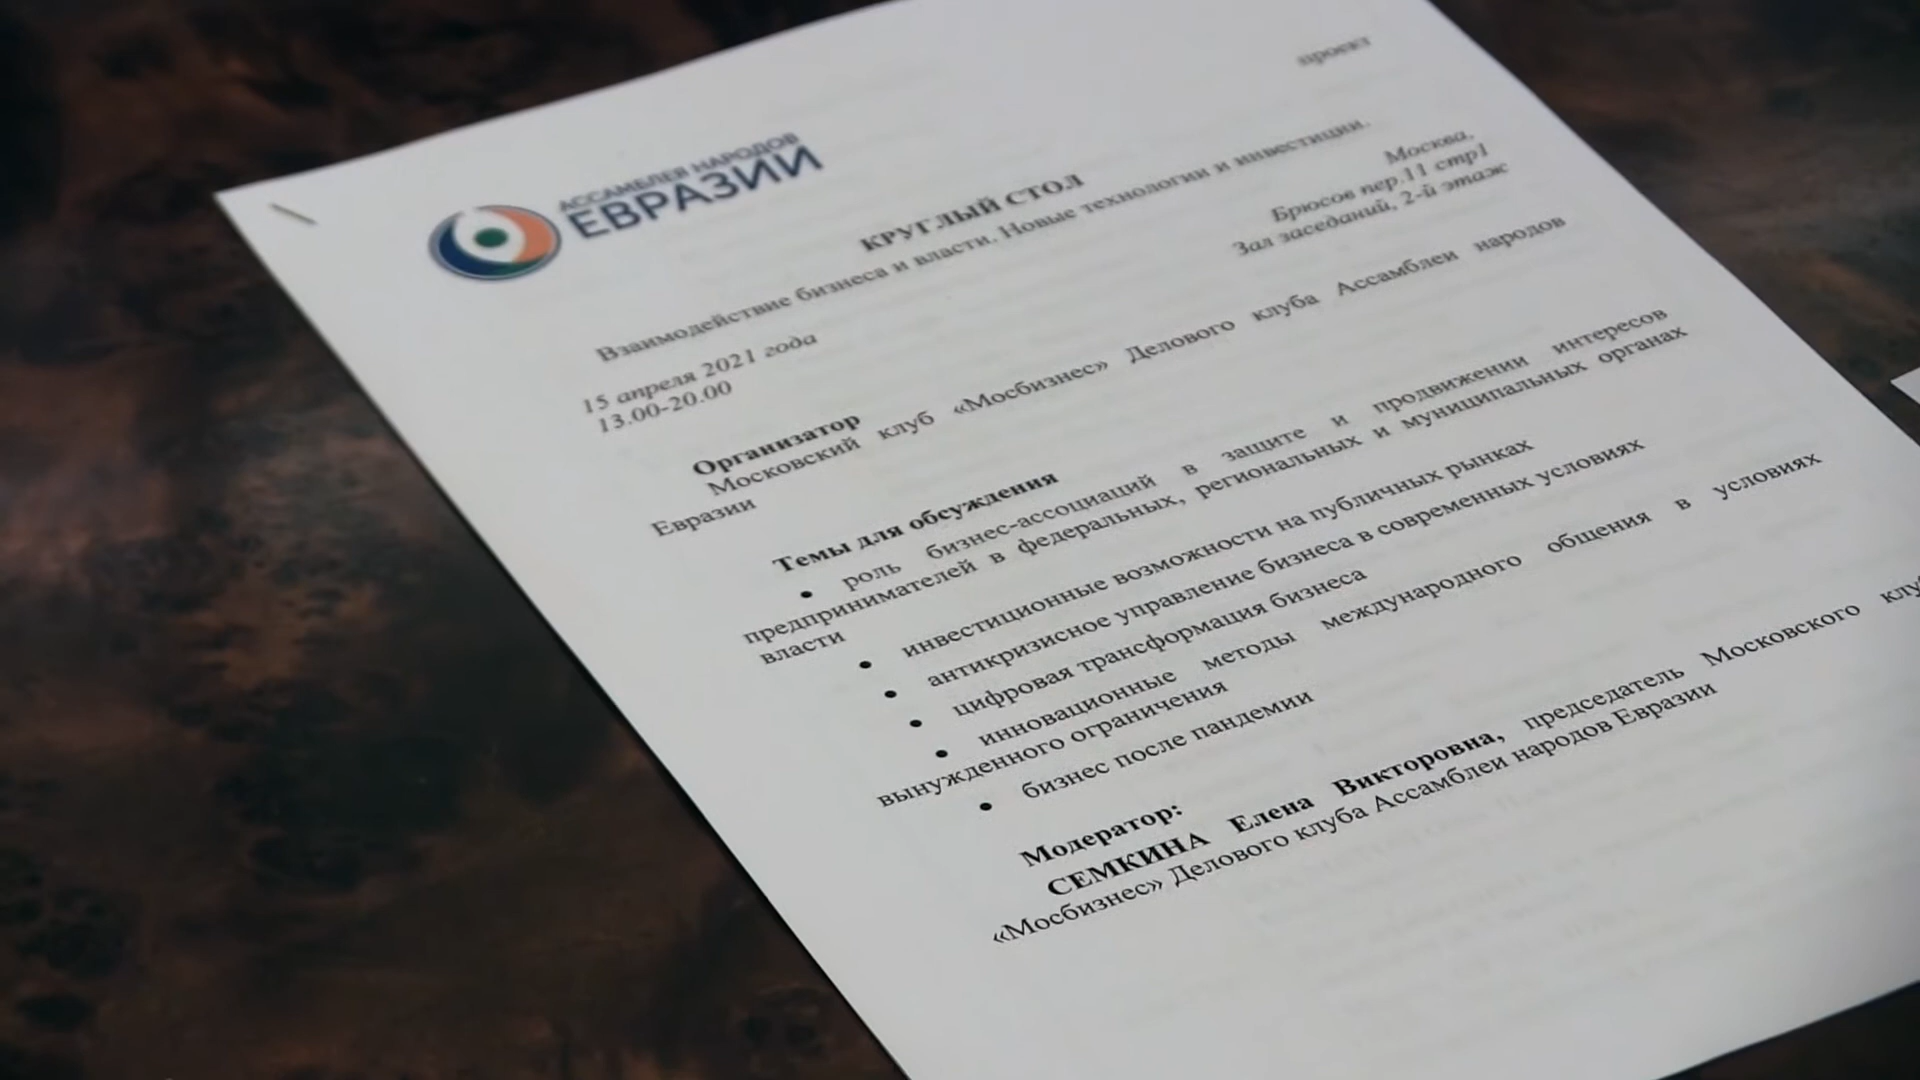 проект
АССАМБЛЕЯ НАРОДОВ
ЕВРАЗИИ
КРУГЛЫЙ СТОЛ
Взаимодействие бизнеса и власти. Новые технологии и инвестиции.
Москва,
Брюсов пер.11 стр1
Зал заседаний, 2-й этаж
15 апреля 2021 года
13.00-20.00
Организатор
Московский клуб «Мосбизнес» Делового клуба Ассамблеи народов
Евразии
Темы для обсуждения
• роль бизнес-ассоциаций в защите и продвижении интересов
предпринимателей в федеральных, региональных и муниципальных органах
власти
• инвестиционные возможности на публичных рынках
• антикризисное управление бизнеса в современных условиях
• цифровая трансформация бизнеса
• инновационные методы международного общения в условиях
вынужденного ограничения
• бизнес после пандемии
Модератор:
СЕМКИНА Елена Викторовна, председатель Московского клу
«Мосбизнес» Делового клуба Ассамблеи народов Евразии